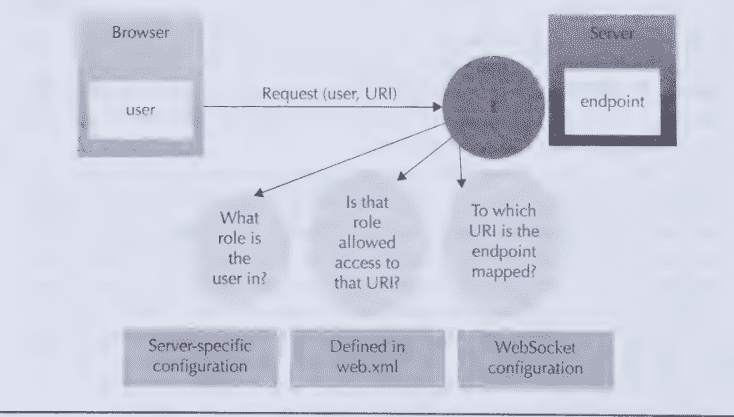 Browser
Server
user
Request (user, URI)
endpoint
What
role is
the
user in?
Is that
role
allowed
access to
that URI?
To which
URI is the
endpoint
mapped?
Server-specific
configuration
Defined in
web.xml
WebSocket
configuration